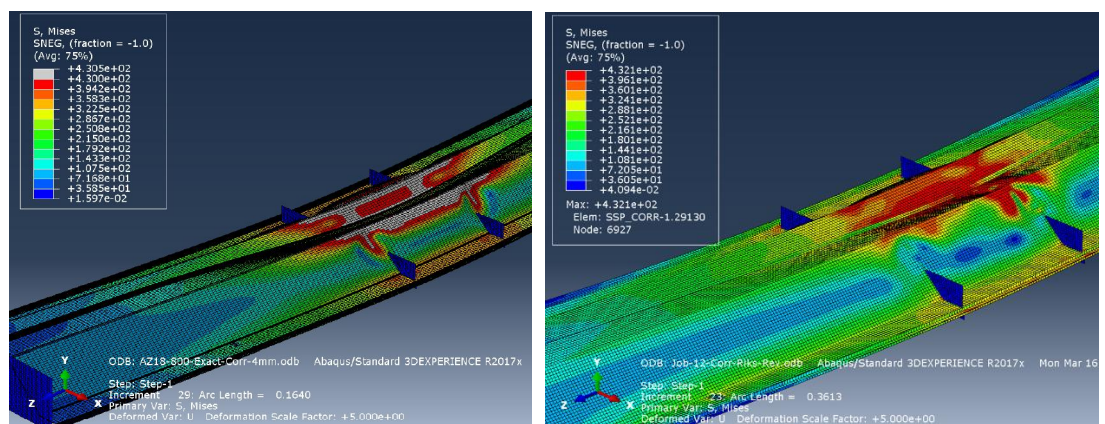 S, Mises
SNEG, (fraction = -1.0)
(Avg: 75%)
+4.305e+02
+4.300e+02
+3.942e+02
+3.583e+02
+3.225e+02
+2.867e+02
+2.508e+02
+2.150e+02
+1.792e+02
+1.433e+02
+1.075e+02
+7.168e+01
+3.585e+01
+1.597e-02
Y
Z
X
ODB: AZ18-800-Exact-Corr-4mm.odb Abaqus/Standard 3DEXPERIENCE R2017x
Step: Step-1
Increment 29: Arc Length = 0.1640
Primary Var: S, Mises
Deformed Var: U Deformation Scale Factor: +5.000e+00
S, Mises
SNEG, (fraction = -1.0)
(Avg: 75%)
+4.321e+02
+3.961e+02
+3.601e+02
+3.241e+02
+2.881e+02
+2.521e+02
+2.161e+02
+1.801e+02
+1.441e+02
+1.081e+02
+7.205e+01
+3.605e+01
+4.094e-02
Max: +4.321e+02
Elem: SSP_CORR-1.29130
Node: 6927
Y
Z
X
ODB: Job-12-Corr-Riks-Rev.odb Abaqus/Standard 3DEXPERIENCE R2017x Mon Mar 16
Step: Step-1
Increment 23: Arc Length = 0.3613
Primary Var: S, Mises
Deformed Var: U Deformation Scale Factor: +5.000e+00